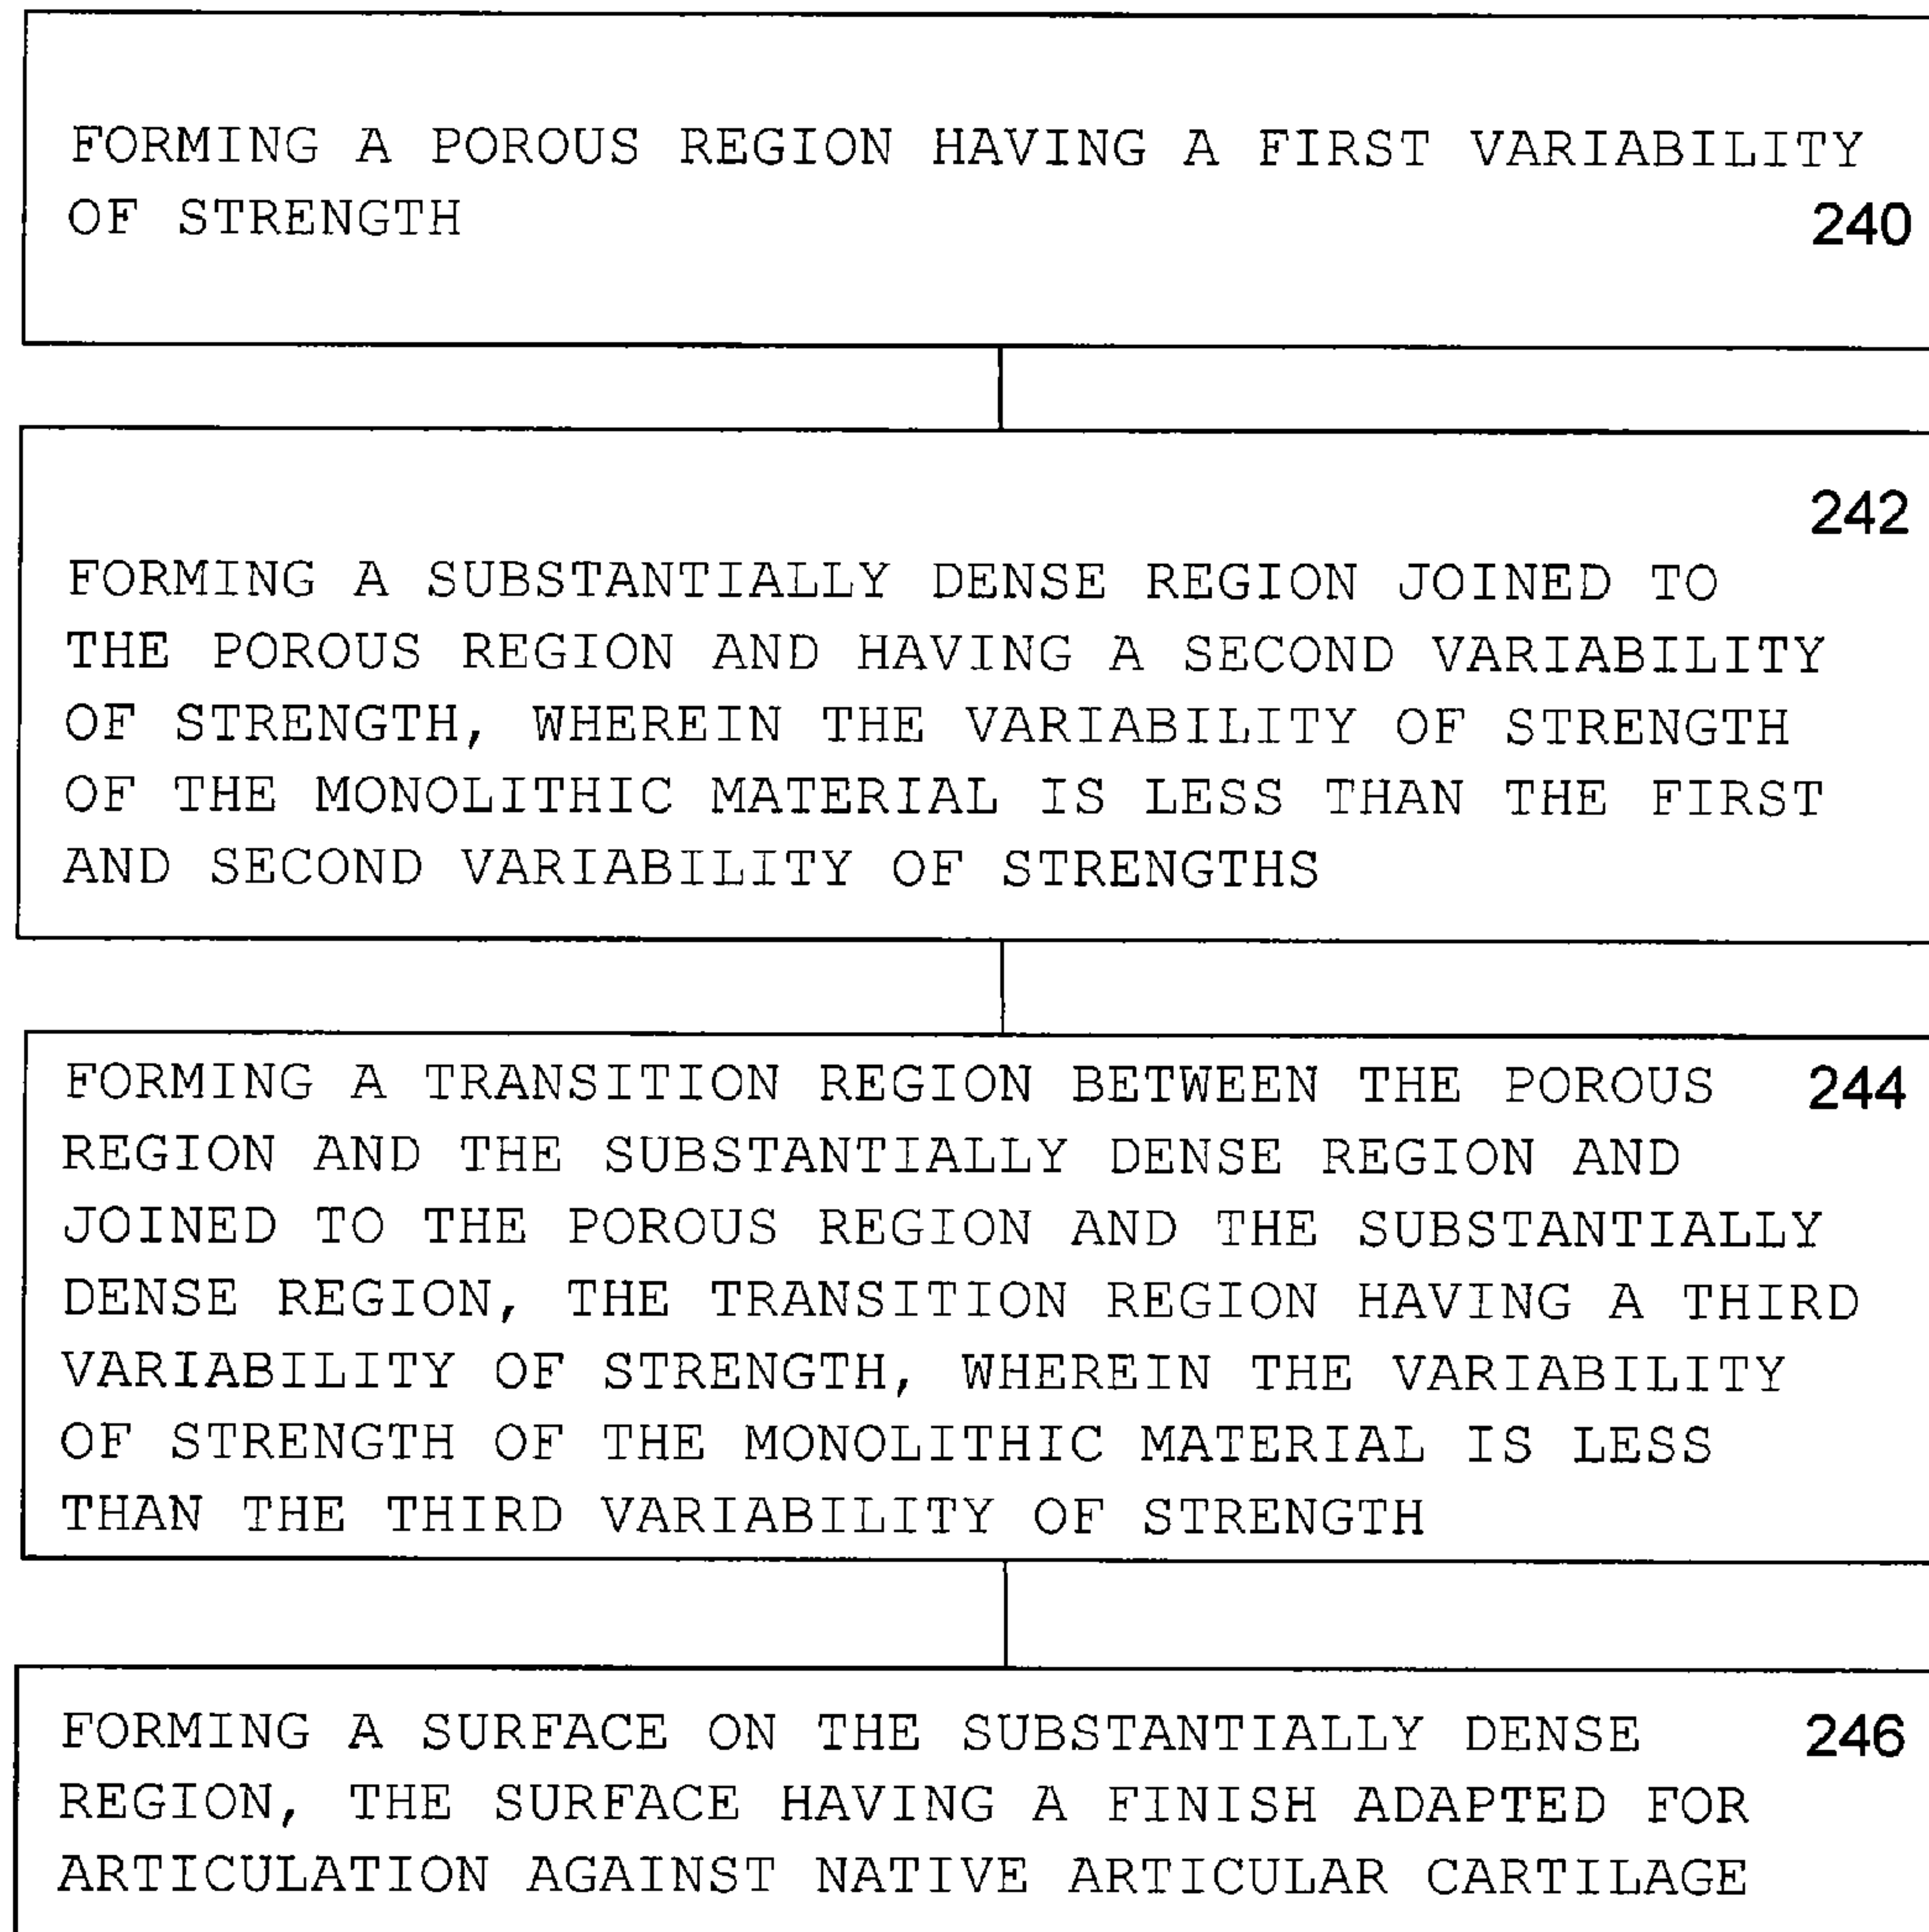 FORMING A POROUS REGION HAVING A FIRST VARIABILITY
OF STRENGTH 240
242
FORMING A SUBSTANTIALLY DENSE REGION JOINED TO
THE POROUS REGION AND HAVING A SECOND VARIABILITY
OF STRENGTH, WHEREIN THE VARIABILITY OF STRENGTH
OF THE MONOLITHIC MATERIAL IS LESS THAN THE FIRST
AND SECOND VARIABILITY OF STRENGTHS
FORMING A TRANSITION REGION BETWEEN THE POROUS 244
REGION AND THE SUBSTANTIALLY DENSE REGION AND
JOINED TO THE POROUS REGION AND THE SUBSTANTIALLY
DENSE REGION, THE TRANSITION REGION HAVING A THIRD
VARIABILITY OF STRENGTH, WHEREIN THE VARIABILITY
OF STRENGTH OF THE MONOLITHIC MATERIAL IS LESS
THAN THE THIRD VARIABILITY OF STRENGTH
FORMING A SURFACE ON THE SUBSTANTIALLY DENSE 246
REGION, THE SURFACE HAVING A FINISH ADAPTED FOR
ARTICULATION AGAINST NATIVE ARTICULAR CARTILAGE